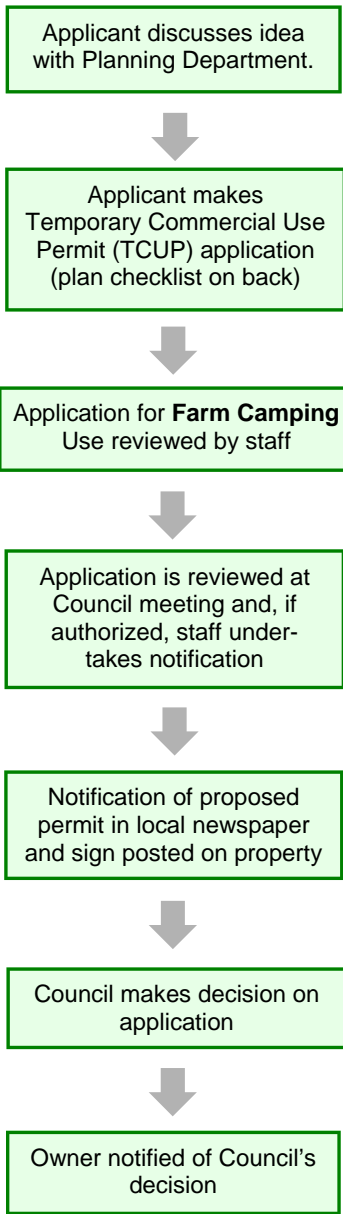 Applicant discusses idea
with Planning Department.
Applicant makes
Temporary Commercial Use
Permit (TCUP) application
(plan checklist on back)
Application for Farm Camping
Use reviewed by staff
Application is reviewed at
Council meeting and, if
authorized, staff under-
takes notification
Notification of proposed
permit in local newspaper
and sign posted on property
Council makes decision on
application
Owner notified of Council's
decision